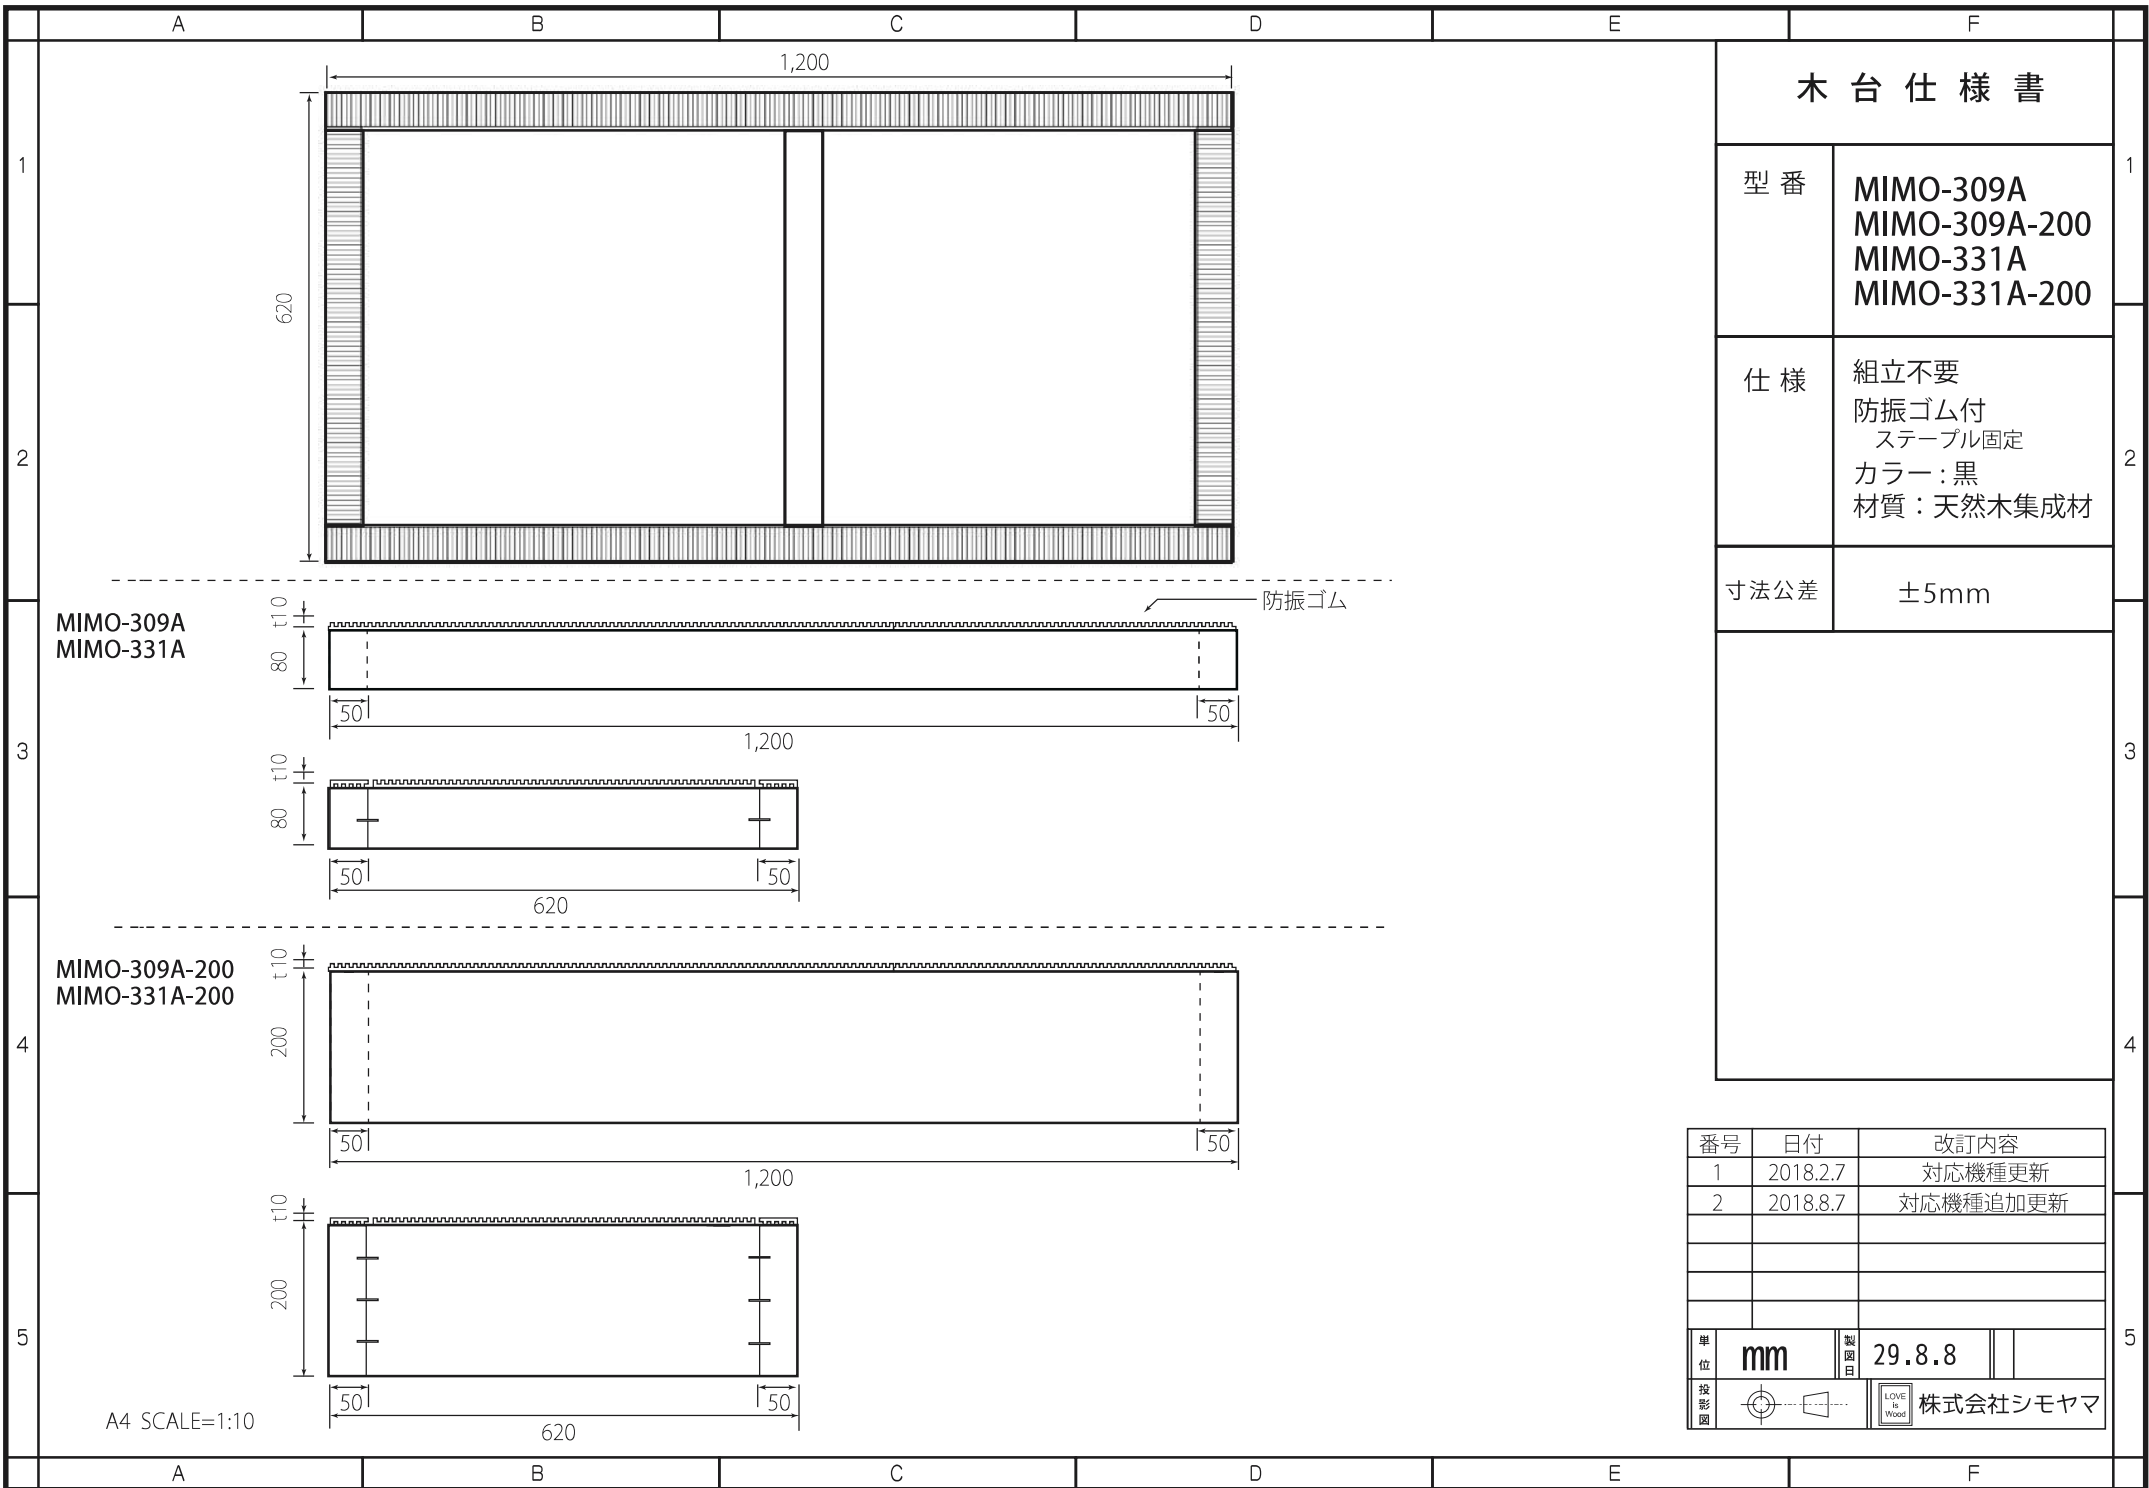 A B C D E F
1
2
3
4
5
1,200
620
MIMO-309A
MIMO-331A
t10
80
防振ゴム
50
50
1,200
t10
80
50
50
620
MIMO-309A-200
MIMO-331A-200
t10
200
50
50
1,200
t10
200
50
50
620
A4 SCALE=1:10
木台仕様書
型番
MIMO-309A
MIMO-309A-200
MIMO-331A
MIMO-331A-200
仕様
組立不要
防振ゴム付
ステープル固定
カラー:黒
材質：天然木集成材
寸法公差 ±5mm
番号 日付 改訂内容
1 2018.2.7 対応機種更新
2 2018.8.7 対応機種追加更新
単位 mm 製図日 29.8.8
投影図
LOVE
is
Wood
株式会社シモヤマ
1
2
3
4
5
A B C D E F